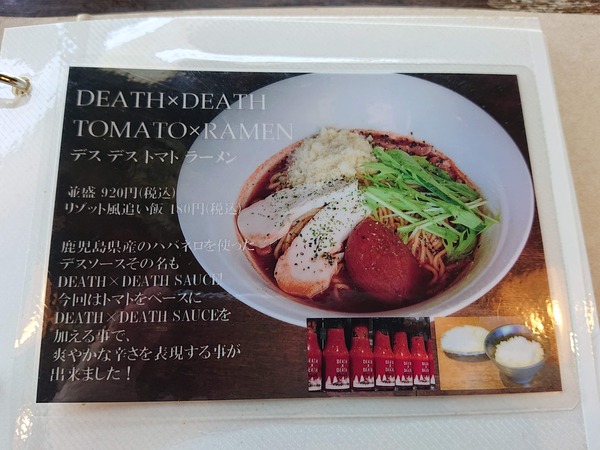 DEATH×DEATH
TOMATO×RAMEN
デス デス トマト ラーメン
並盛 920円(税込)
リゾット風追い飯 180円(税込)
鹿児島県産のハバネロを使った
デスソースその名も
DEATH×DEATH SAUCE!
今回はトマトをベースに
DEATH×DEATH SAUCEを
加える事で、
爽やかな辛さを表現する事が
出来ました!